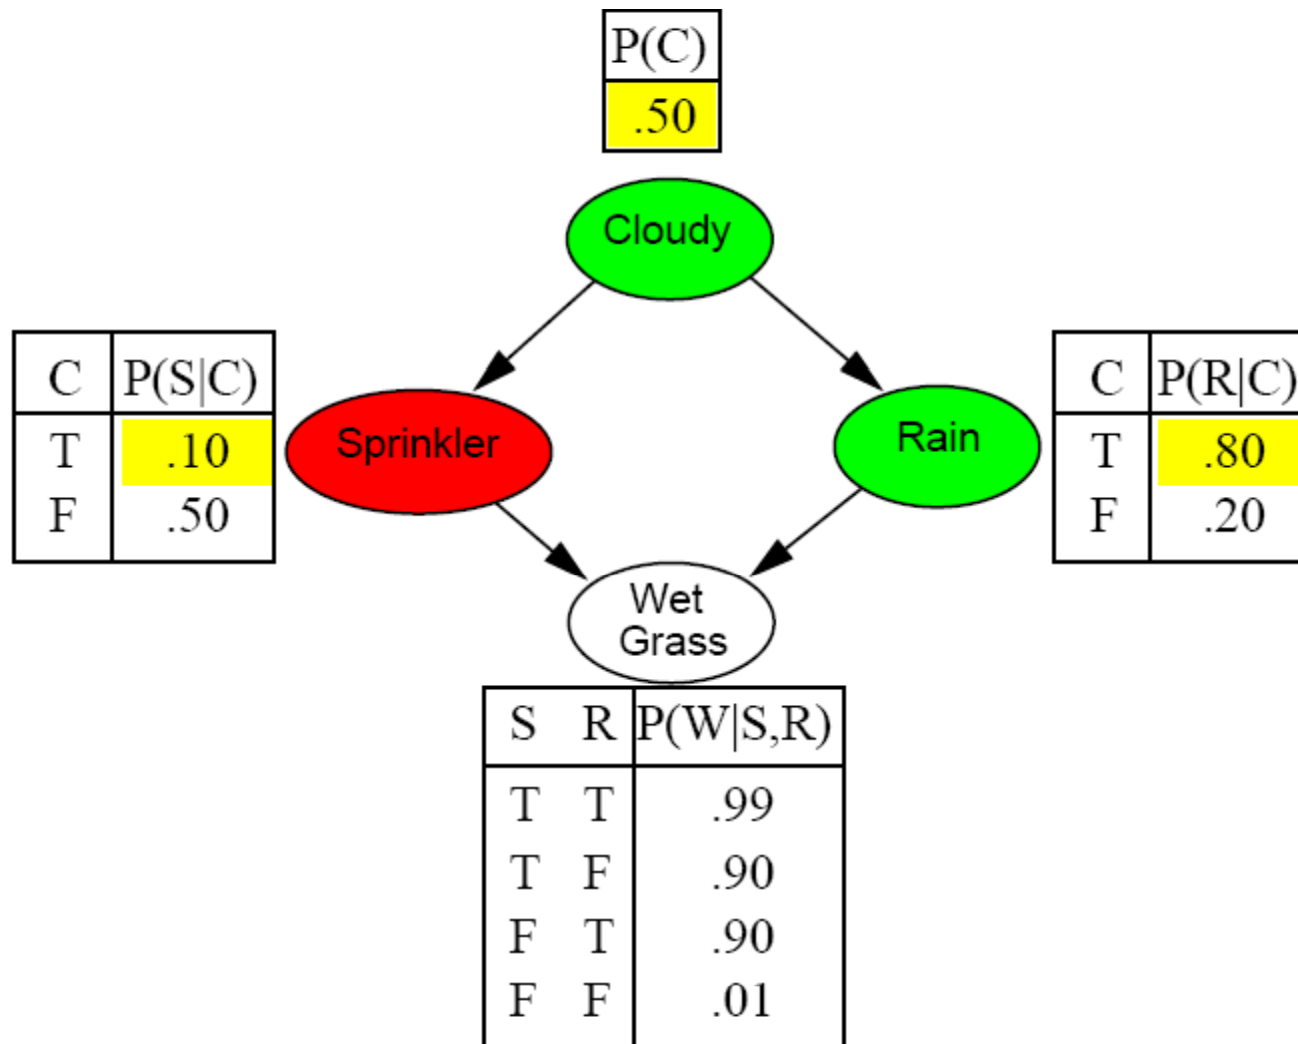 P(C)
.50
Cloudy
C P(S|C)
T .10
F .50
Sprinkler
Rain
C P(R|C)
T .80
F .20
Wet
Grass
S R P(W|S,R)
T T .99
T F .90
F T .90
F F .01